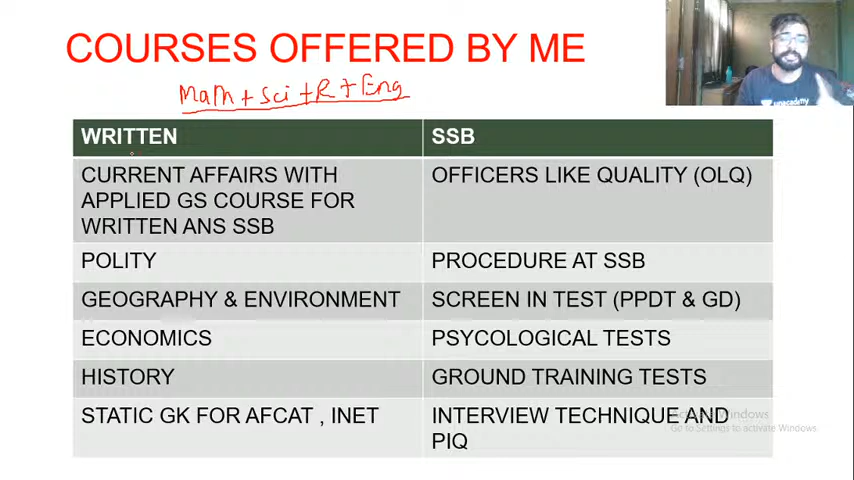 COURSES OFFERED BY ME
Math + Sci + R + Eng
unacademy
WRITTEN
SSB
CURRENT AFFAIRS WITH
APPLIED GS COURSE FOR
WRITTEN ANS SSB
OFFICERS LIKE QUALITY (OLQ)
POLITY
PROCEDURE AT SSB
GEOGRAPHY & ENVIRONMENT
SCREEN IN TEST (PPDT & GD)
ECONOMICS
PSYCOLOGICAL TESTS
HISTORY
GROUND TRAINING TESTS
STATIC GK FOR AFCAT , INET
INTERVIEW TECHNIQUE AND
PIQ
Activate Windows
Go to Settings to activate Windows.